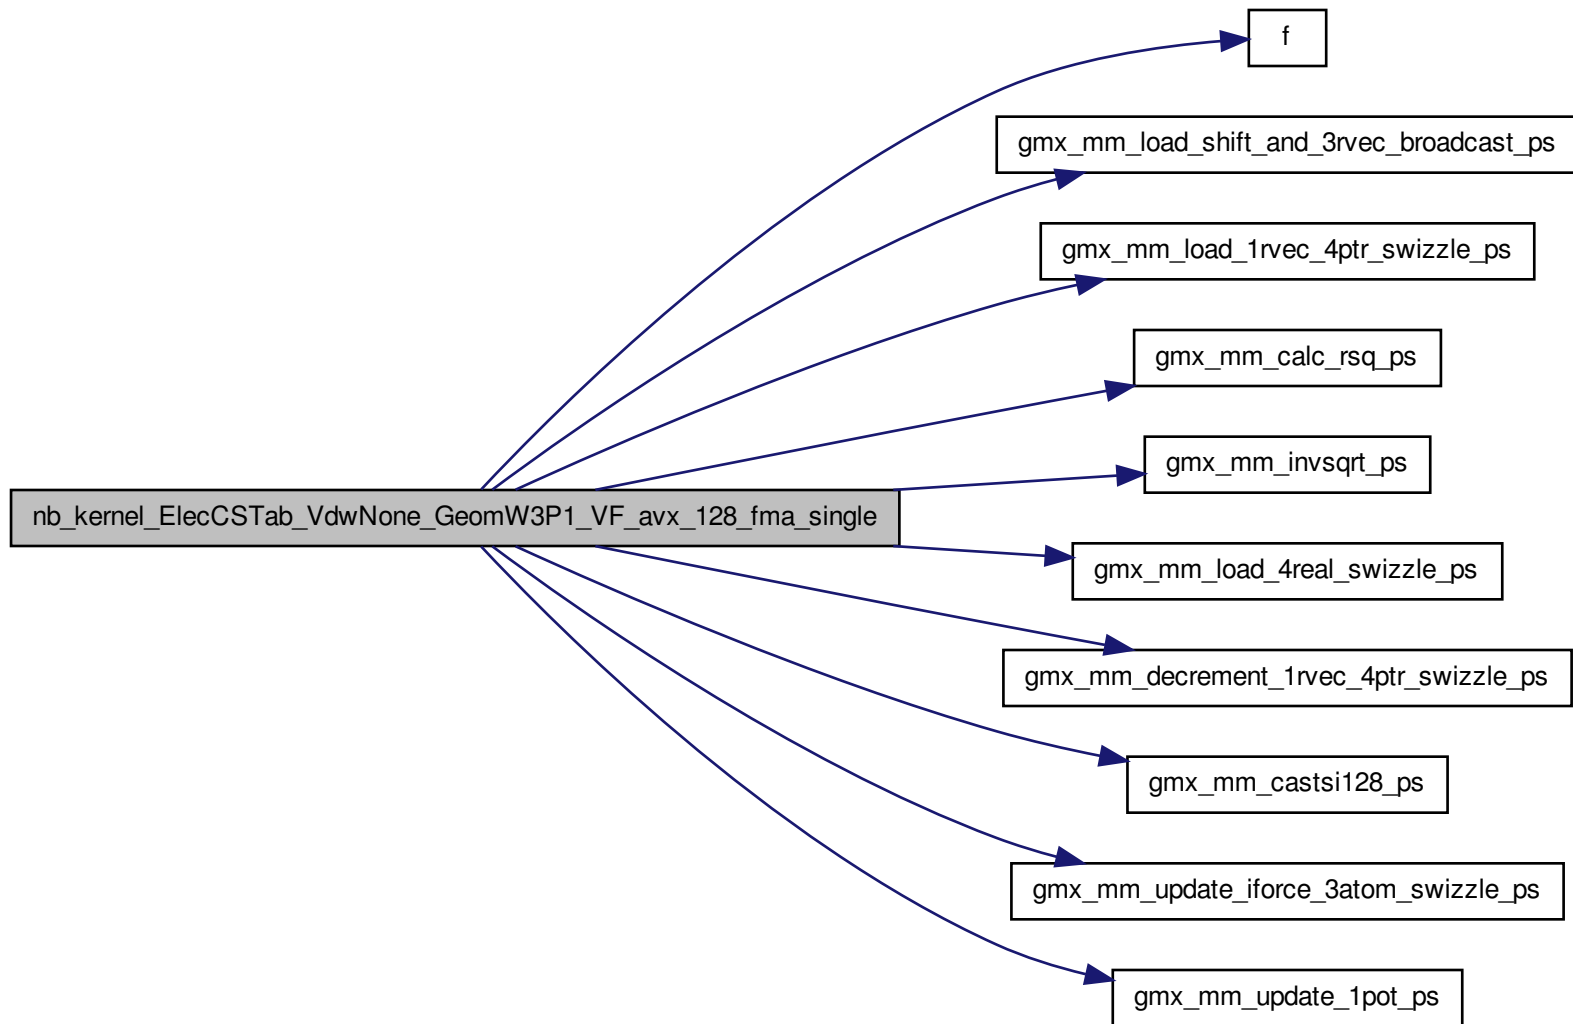 f
gmx_mm_load_shift_and_3rvec_broadcast_ps
gmx_mm_load_1rvec_4ptr_swizzle_ps
gmx_mm_calc_rsq_ps
gmx_mm_invsqrt_ps
nb_kernel_ElecCSTab_VdwNone_GeomW3P1_VF_avx_128_fma_single
gmx_mm_load_4real_swizzle_ps
gmx_mm_decrement_1rvec_4ptr_swizzle_ps
gmx_mm_castsi128_ps
gmx_mm_update_iforce_3atom_swizzle_ps
gmx_mm_update_1pot_ps